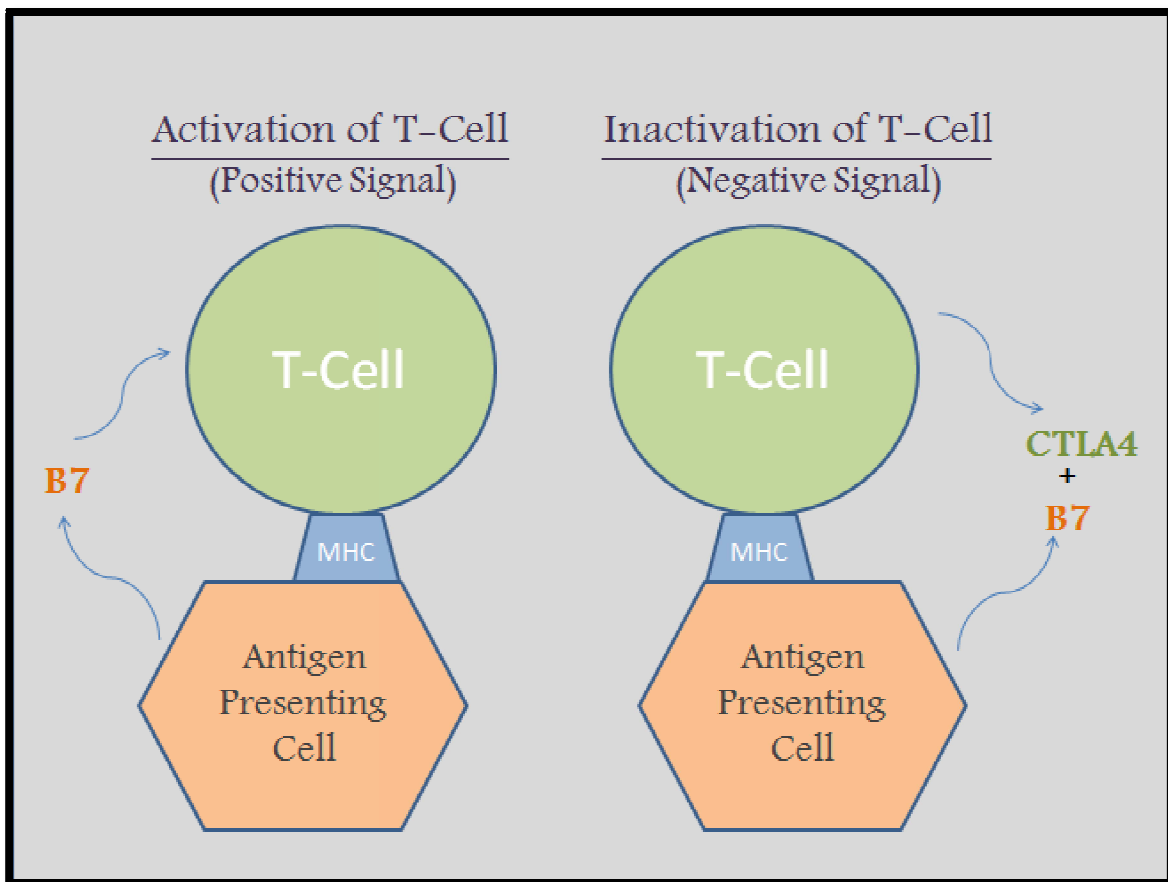 Activation of T-Cell
(Positive Signal)
T-Cell
B7
MHC
Antigen
Presenting
Cell
Inactivation of T-Cell
(Negative Signal)
T-Cell
CTLA4
+
B7
MHC
Antigen
Presenting
Cell